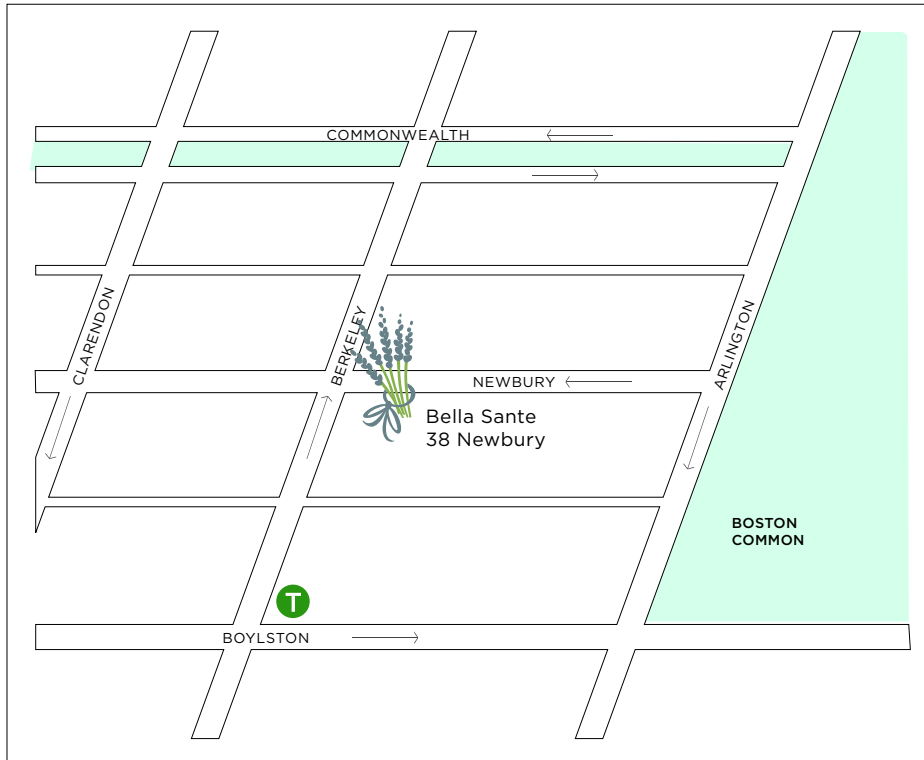 COMMONWEALTH
CLARENDON
BERKELEY
ARLINGTON
NEWBURY
Bella Sante
38 Newbury
BOSTON
COMMON
T
BOYLSTON